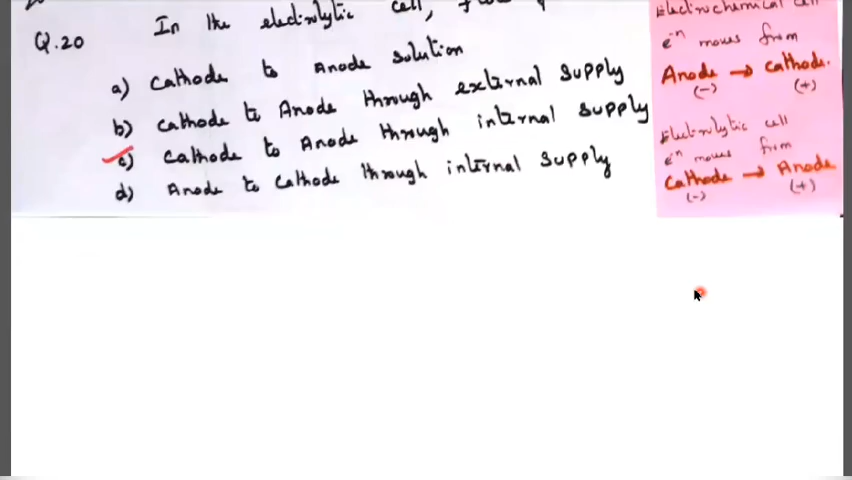 Q.20 In the electrolytic cell,
a) Cathode to Anode solution
b) Cathode to Anode through external supply
c) Cathode to Anode through internal supply
d) Anode to Cathode through internal supply
Electrochemical cell
e⁻ⁿ moves from
Anode → Cathode.
(-) (+)
Electrolytic cell
e⁻ⁿ moves from
Cathode → Anode
(-) (+)